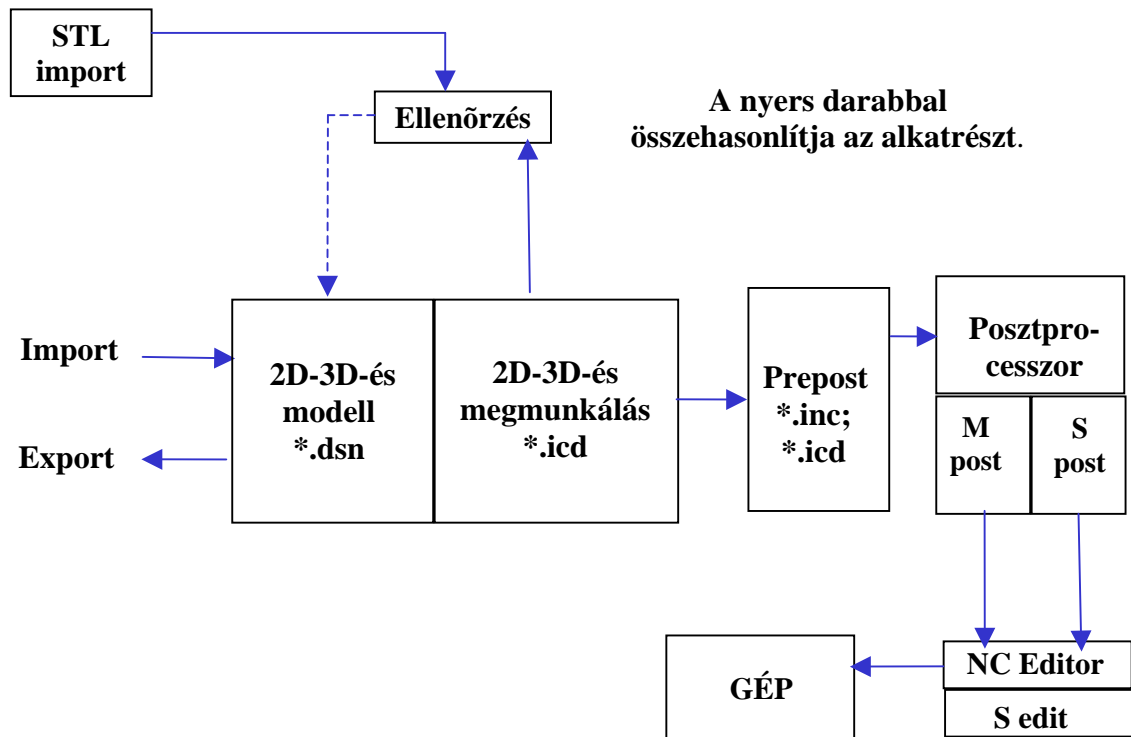 STL
import
Ellenõrzés
A nyers darabbal
összehasonlítja az alkatrészt.
Import
Export
2D-3D-és
modell
*.dsn
2D-3D-és
megmunkálás
*.icd
Prepost
*.inc;
*.icd
Posztpro-
cesszor
M
post
S
post
NC Editor
S edit
GÉP